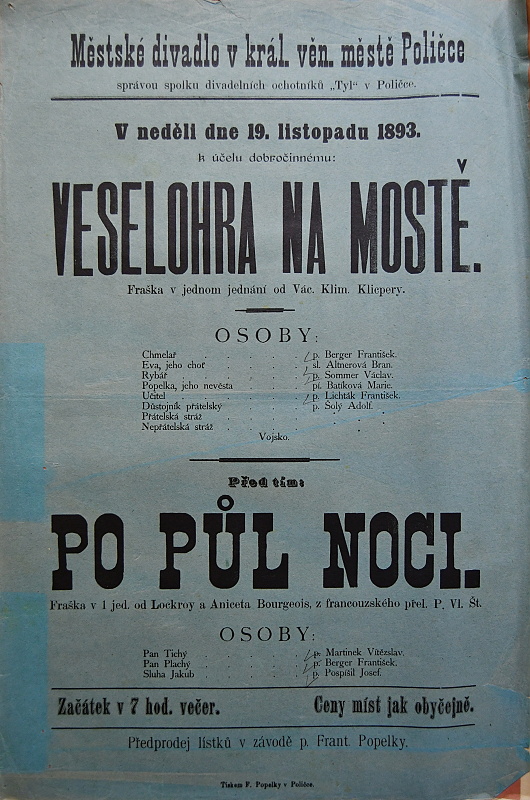 Městské divadlo v král. věn. městě Poličce
správou spolku divadelních ochotníků „Tyl“ v Poličce.
V neděli dne 19. listopadu 1893.
k účelu dobročinnému:
VESELOHRA NA MOSTĚ.
Fraška v jednom jednání od Vác. Klim. Klicpery.
OSOBY:
Chmelař . . . . . p. Berger František.
Eva, jeho choť . . . . . sl. Altnerová Bran.
Rybář . . . . . p. Sommer Václav.
Popelka, jeho nevěsta . . . . . pí. Batíková Marie.
Učitel . . . . . p. Lichták František.
Důstojník přátelský . . . . . p. Šolý Adolf.
Přátelská stráž . . . . .
Nepřátelská stráž . . . . .
Vojsko.
Před tím:
PO PŮL NOCI.
Fraška v 1 jed. od Lockroy a Aniceta Bourgeois, z francouzského přel. P. Vl. Št.
OSOBY:
Pan Tichý . . . . . p. Martinek Vítězslav.
Pan Plachý . . . . . p. Berger František.
Sluha Jakub . . . . . p. Pospíšil Josef.
Začátek v 7 hod. večer. Ceny míst jak obyčejně.
Předprodej lístků v závodě p. Frant. Popelky.
Tiskem F. Popelky v Poličce.